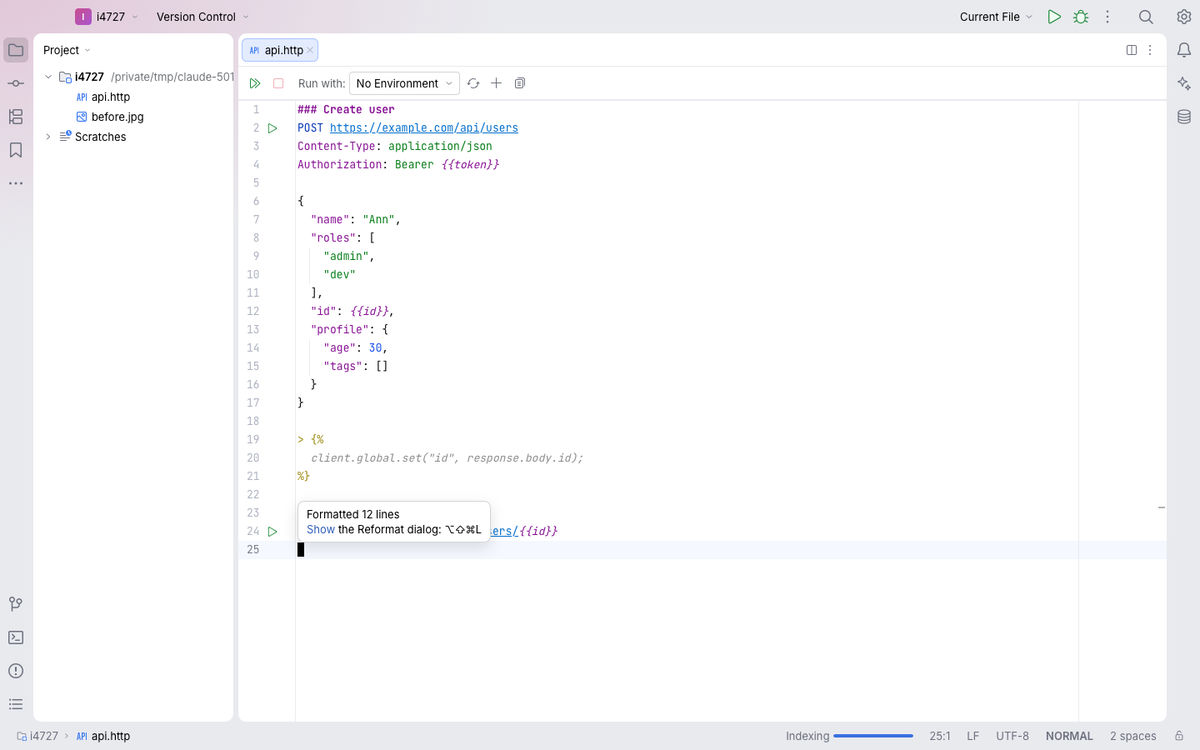 I i4727 Version Control Current File
Project
API api.http
i4727 /private/tmp/claude-501
API api.http
before.jpg
Scratches
Run with: No Environment
1 ### Create user
2 POST https://example.com/api/users
3 Content-Type: application/json
4 Authorization: Bearer {{token}}
5
6 {
7 "name": "Ann",
8 "roles": [
9 "admin",
10 "dev"
11 ],
12 "id": {{id}},
13 "profile": {
14 "age": 30,
15 "tags": []
16 }
17 }
18
19 > {%
20 client.global.set("id", response.body.id);
21 %}
22
23
Formatted 12 lines
Show the Reformat dialog: ⌥⇧⌘L
24 ers/{{id}}
25
i4727 > API api.http Indexing 25:1 LF UTF-8 NORMAL 2 spaces